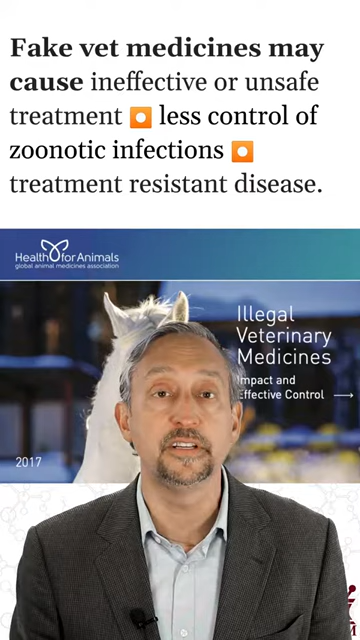 Fake vet medicines may
cause ineffective or unsafe
treatment less control of
zoonotic infections
treatment resistant disease.
Health for Animals
global animal medicines association
Illegal
Veterinary
Medicines
Impact and
Effective Control
2017